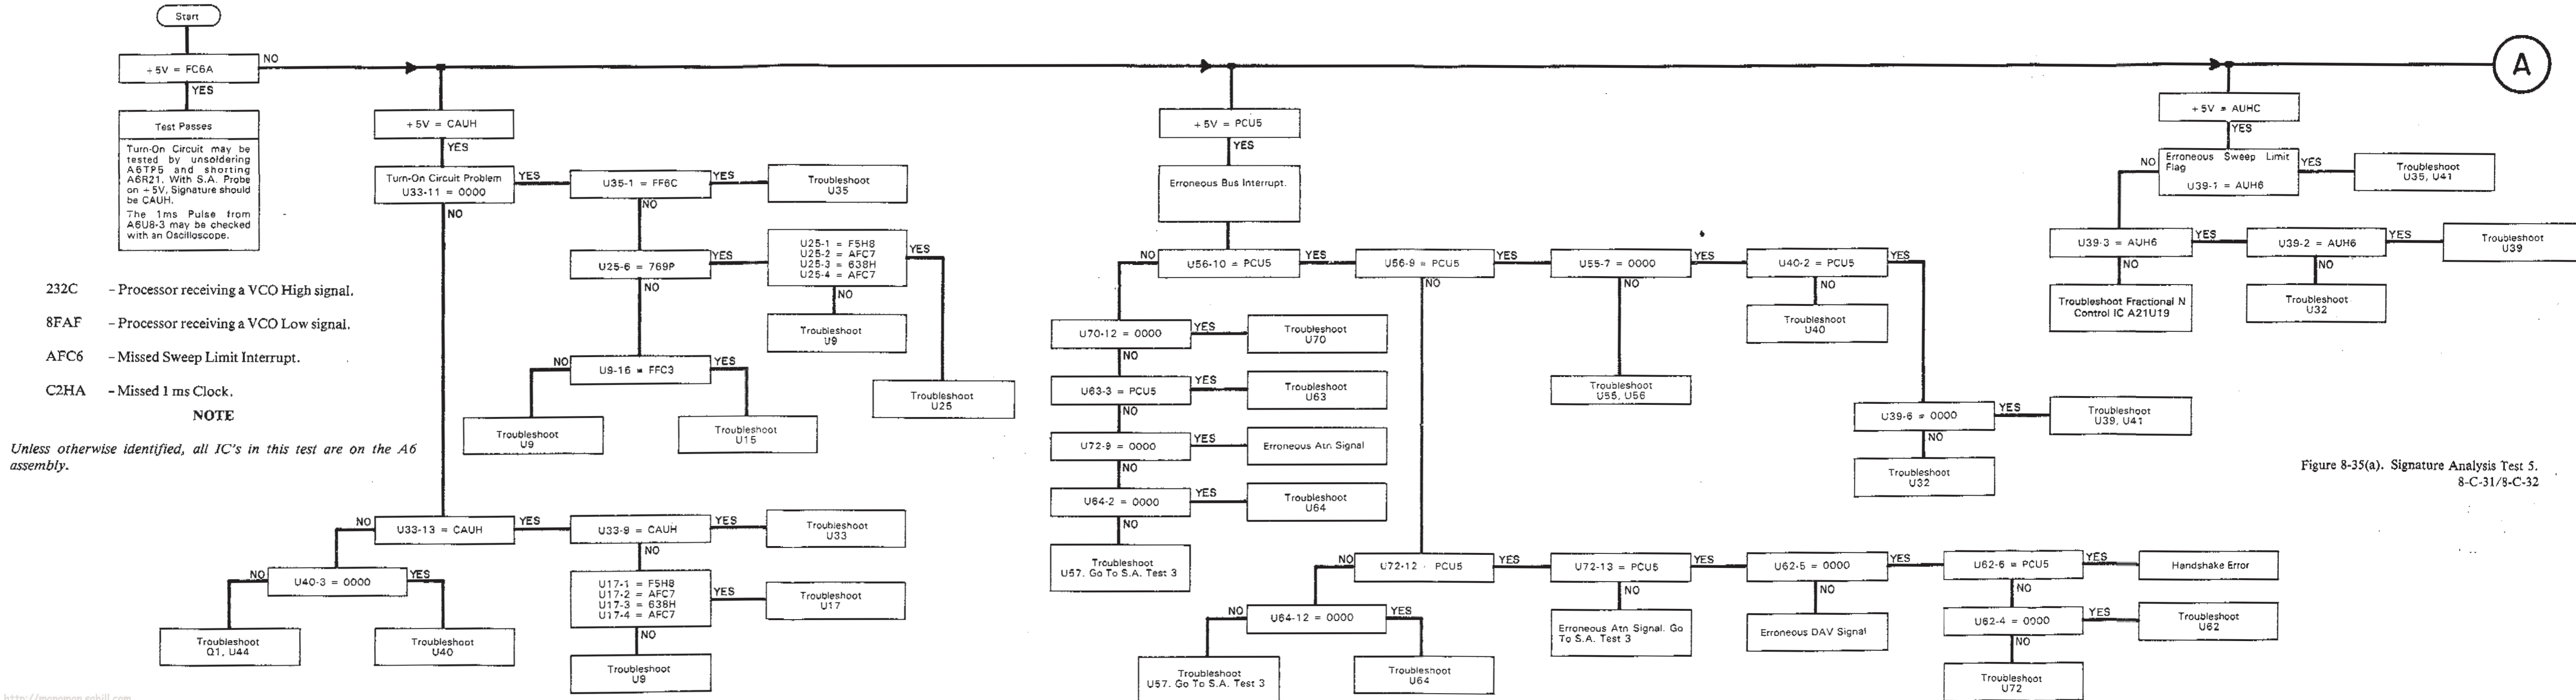 Start
+5V = FC6A
NO
YES
Test Passes
Turn-On Circuit may be
tested by unsoldering
A6TP5 and shorting
A6R21. With S.A. Probe
on +5V, Signature should
be CAUH.
The 1ms Pulse from
A6U8-3 may be checked
with an Oscilloscope.
232C – Processor receiving a VCO High signal.
8FAF – Processor receiving a VCO Low signal.
AFC6 – Missed Sweep Limit Interrupt.
C2HA – Missed 1 ms Clock.
NOTE
Unless otherwise identified, all IC's in this test are on the A6
assembly.
+5V = CAUH
YES
Turn-On Circuit Problem
U33-11 = 0000
YES
NO
U35-1 = FF6C
YES
NO
Troubleshoot
U35
U25-6 = 769P
YES
NO
U25-1 = F5H8
U25-2 = AFC7
U25-3 = 638H
U25-4 = AFC7
YES
NO
Troubleshoot
U9
Troubleshoot
U25
NO
U9-16 = FFC3
YES
Troubleshoot
U9
Troubleshoot
U15
NO
U33-13 = CAUH
YES
U33-9 = CAUH
YES
NO
Troubleshoot
U33
NO
U40-3 = 0000
YES
Troubleshoot
Q1, U44
Troubleshoot
U40
U17-1 = F5H8
U17-2 = AFC7
U17-3 = 638H
U17-4 = AFC7
YES
NO
Troubleshoot
U17
Troubleshoot
U9
+5V = PCU5
YES
Erroneous Bus Interrupt.
NO
U56-10 = PCU5
YES
U56-9 = PCU5
YES
NO
U55-7 = 0000
YES
NO
U40-2 = PCU5
YES
NO
Troubleshoot
U40
Troubleshoot
U55, U56
U39-6 = 0000
YES
NO
Troubleshoot
U39, U41
Troubleshoot
U32
U70-12 = 0000
YES
NO
Troubleshoot
U70
U63-3 = PCU5
YES
NO
Troubleshoot
U63
U72-9 = 0000
YES
NO
Erroneous Atn Signal
U64-2 = 0000
YES
NO
Troubleshoot
U64
Troubleshoot
U57. Go To S.A. Test 3
NO
U72-12 PCU5
YES
U72-13 = PCU5
YES
NO
U62-5 = 0000
YES
NO
U62-6 = PCU5
YES
NO
Handshake Error
NO
U64-12 = 0000
YES
Troubleshoot
U57. Go To S.A. Test 3
Troubleshoot
U64
Erroneous Atn Signal. Go
To S.A. Test 3
Erroneous DAV Signal
U62-4 = 0000
YES
NO
Troubleshoot
U62
Troubleshoot
U72
A
+5V = AUHC
YES
NO
Erroneous Sweep Limit
Flag
U39-1 = AUH6
YES
Troubleshoot
U35, U41
U39-3 = AUH6
YES
NO
U39-2 = AUH6
YES
NO
Troubleshoot
U39
Troubleshoot Fractional N
Control IC A21U19
Troubleshoot
U32
Figure 8-35(a). Signature Analysis Test 5.
8-C-31/8-C-32